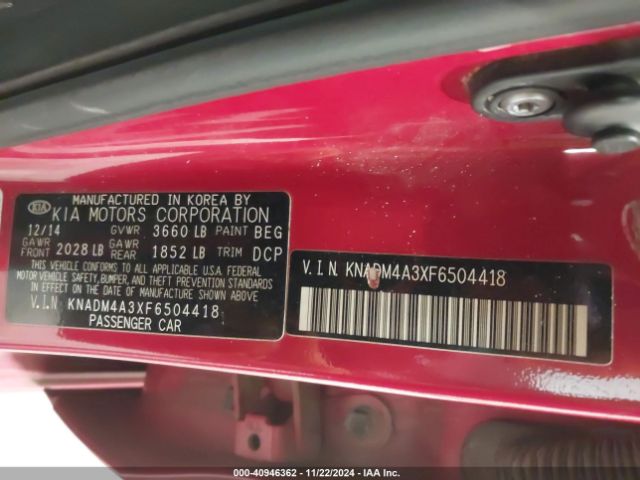 MANUFACTURED IN KOREA BY
KIA KIA MOTORS CORPORATION
12/14 GVWR 3660 LB PAINT BEG
GAWR FRONT 2028 LB GAWR REAR 1852 LB TRIM DCP
THIS VEHICLE CONFORMS TO ALL APPLICABLE U.S.A FEDERAL
MOTOR VEHICLE SAFETY, BUMPER, AND THEFT PREVENTION
STANDARDS IN EFFECT ON THE DATE OF
MANUFACTURE SHOWN ABOVE.
V.I.N. KNADM4A3XF6504418
PASSENGER CAR
V.I.N. KNADM4A3XF6504418
000-40946362 - 11/22/2024 - IAA Inc.